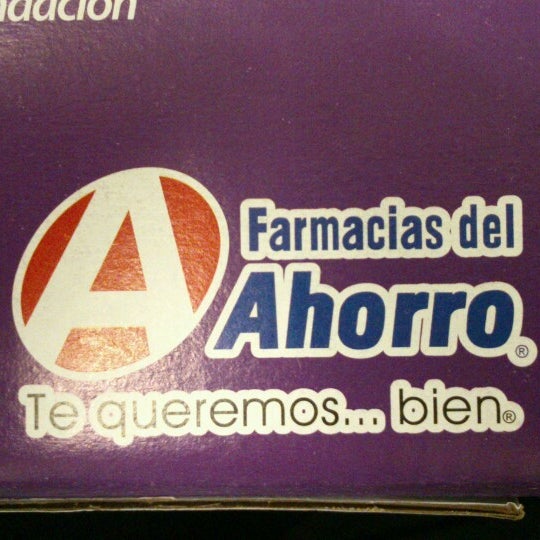 Farmacias del
A Ahorro®
Te queremos... bien®